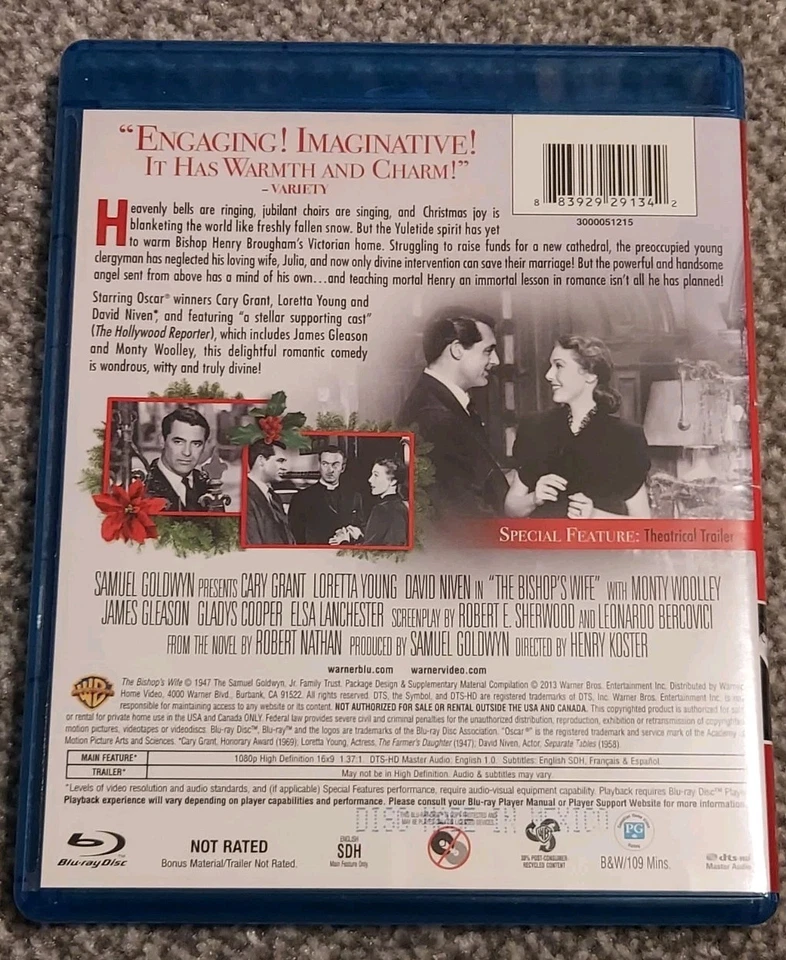 “ENGAGING! IMAGINATIVE!
IT HAS WARMTH AND CHARM!”
– VARIETY
8 83929 29134 2
3000051215
Heavenly bells are ringing, jubilant choirs are singing, and Christmas joy is
blanketing the world like freshly fallen snow. But the Yuletide spirit has yet
to warm Bishop Henry Brougham's Victorian home. Struggling to raise funds for a new cathedral, the preoccupied young
clergyman has neglected his loving wife, Julia, and now only divine intervention can save their marriage! But the powerful and handsome
angel sent from above has a mind of his own...and teaching mortal Henry an immortal lesson in romance isn't all he has planned!
Starring Oscar® winners Cary Grant, Loretta Young and
David Niven*, and featuring “a stellar supporting cast”
(The Hollywood Reporter), which includes James Gleason
and Monty Woolley, this delightful romantic comedy
is wondrous, witty and truly divine!
SPECIAL FEATURE: Theatrical Trailer
SAMUEL GOLDWYN PRESENTS CARY GRANT LORETTA YOUNG DAVID NIVEN IN "THE BISHOP'S WIFE" WITH MONTY WOOLLEY
JAMES GLEASON GLADYS COOPER ELSA LANCHESTER SCREENPLAY BY ROBERT E. SHERWOOD AND LEONARDO BERCOVICI
FROM THE NOVEL BY ROBERT NATHAN PRODUCED BY SAMUEL GOLDWYN DIRECTED BY HENRY KOSTER
warnerblu.com warnervideo.com
WB
The Bishop's Wife © 1947 The Samuel Goldwyn, Jr. Family Trust. Package Design & Supplementary Material Compilation © 2013 Warner Bros. Entertainment Inc. Distributed by Warner
Home Video, 4000 Warner Blvd., Burbank, CA 91522. All rights reserved. DTS, the Symbol, and DTS-HD are registered trademarks of DTS, Inc. Warner Bros. Entertainment Inc. is not
responsible for maintaining access to any website or its content. NOT AUTHORIZED FOR SALE OR RENTAL OUTSIDE THE USA AND CANADA. This copyrighted product is authorized for sale
or rental for private home use in the USA and Canada ONLY. Federal law provides severe civil and criminal penalties for the unauthorized distribution, reproduction, exhibition or retransmission of copyrighted
motion pictures, videotapes or videodiscs. Blu-ray Disc™, Blu-ray™ and the logos are trademarks of the Blu-ray Disc Association. "Oscar®" is the registered trademark and service mark of the Academy of
Motion Picture Arts and Sciences. *Cary Grant, Honorary Award (1969); Loretta Young, Actress, The Farmer's Daughter (1947); David Niven, Actor, Separate Tables (1958).
MAIN FEATURE* 1080p High Definition 16x9 1.37:1 DTS-HD Master Audio: English 1.0 Subtitles: English SDH, Français & Español
TRAILER* May not be in High Definition. Audio & subtitles may vary.
*Levels of video resolution and audio standards, and (if applicable) Special Features performance, require audio-visual equipment capability. Playback requires Blu-ray Disc™ Player.
Playback experience will vary depending on player capabilities and performance. Please consult your Blu-ray Player Manual or Player Support Website for more information.
DISC MADE IN MEXICO
Blu-ray Disc
NOT RATED
Bonus Material/Trailer Not Rated.
ENGLISH
SDH
Main Feature Only
30% POST-CONSUMER
RECYCLED CONTENT
PG
B&W/109 Mins.
dts
Master Audio